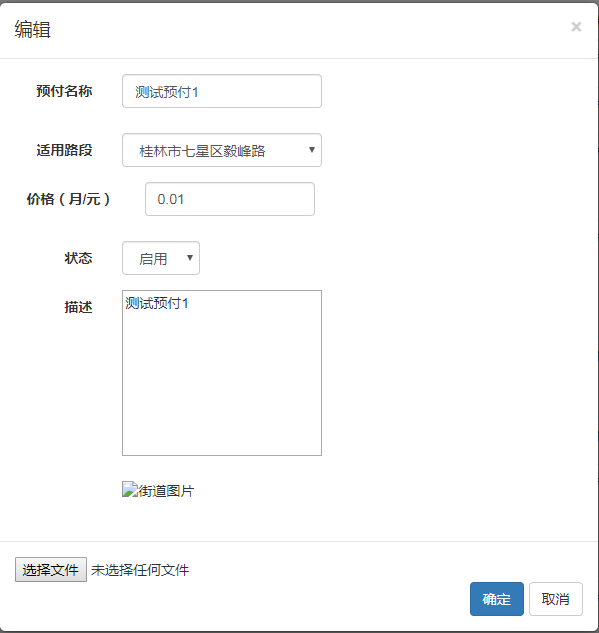 编辑
×
预付名称 测试预付1
适用路段 桂林市七星区毅峰路
价格（月/元） 0.01
状态 启用
描述 测试预付1
街道图片
选择文件 未选择任何文件
确定 取消